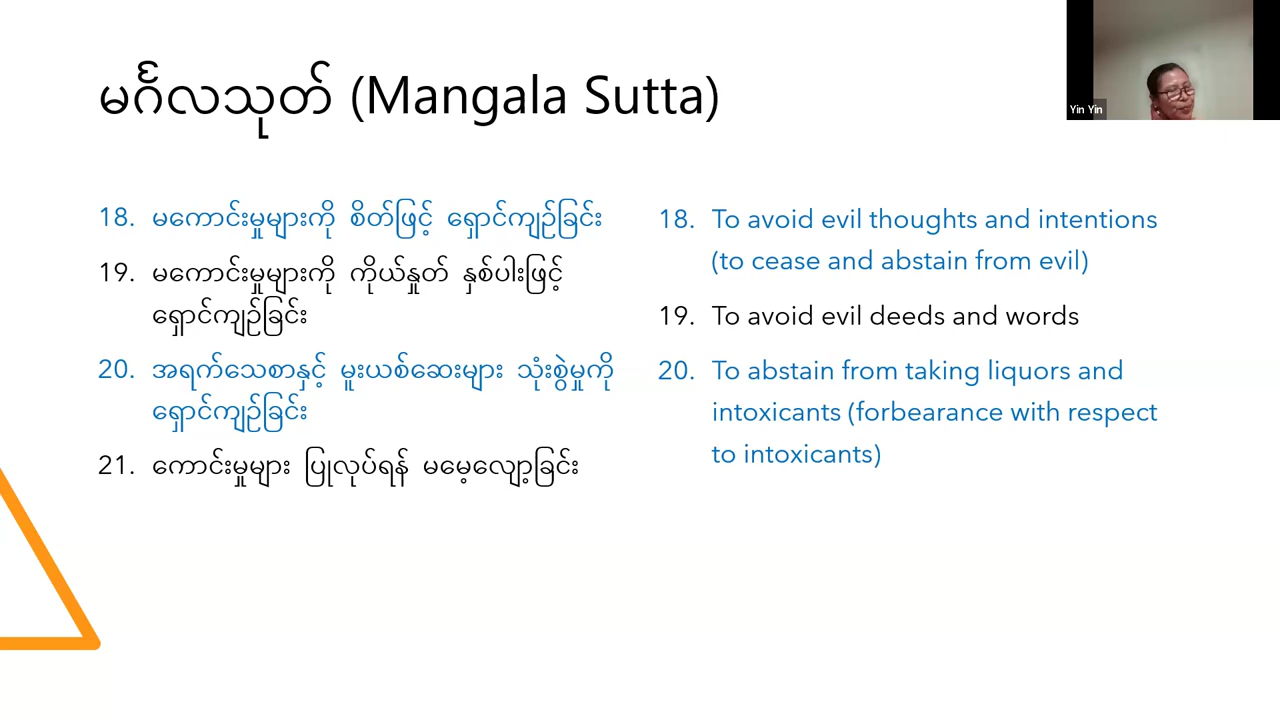 မင်္ဂလသုတ် (Mangala Sutta)
Yin Yin
18. မကောင်းမှုများကို စိတ်ဖြင့် ရှောင်ကျဉ်ခြင်း
19. မကောင်းမှုများကို ကိုယ်နှုတ် နှစ်ပါးဖြင့်
ရှောင်ကျဉ်ခြင်း
20. အရက်သေစာနှင့် မူးယစ်ဆေးများ သုံးစွဲမှုကို
ရှောင်ကျဉ်ခြင်း
21. ကောင်းမှုများ ပြုလုပ်ရန် မမေ့လျော့ခြင်း
18. To avoid evil thoughts and intentions
(to cease and abstain from evil)
19. To avoid evil deeds and words
20. To abstain from taking liquors and
intoxicants (forbearance with respect
to intoxicants)